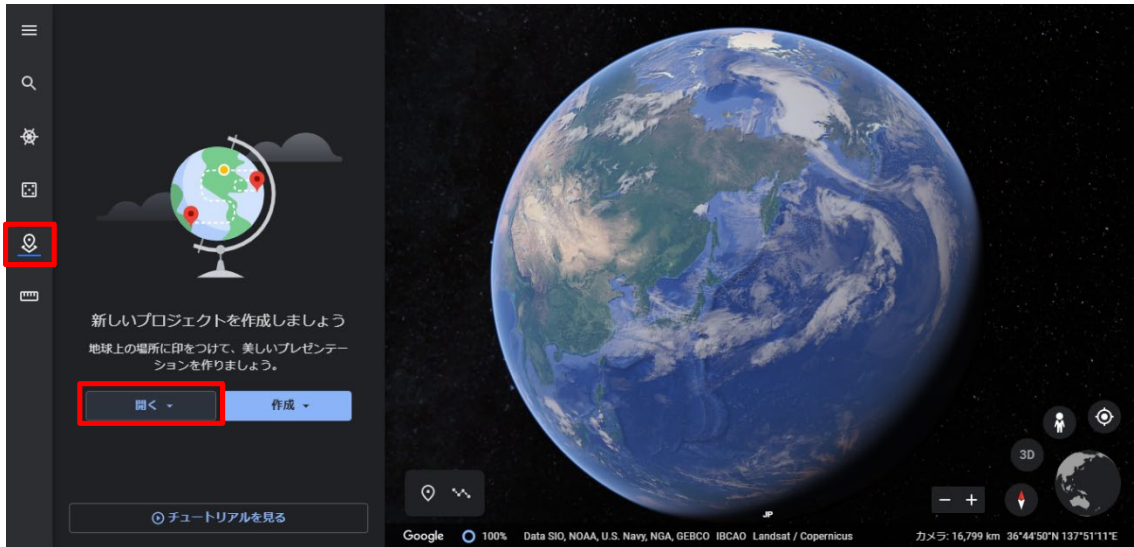 新しいプロジェクトを作成しましょう
地球上の場所に印をつけて、美しいプレゼンテー
ションを作りましょう。
開く
作成
チュートリアルを見る
3D
JP
Google 100% Data SIO, NOAA, U.S. Navy, NGA, GEBCO IBCAO Landsat / Copernicus カメラ: 16,799 km 36°44'50"N 137°51'11"E